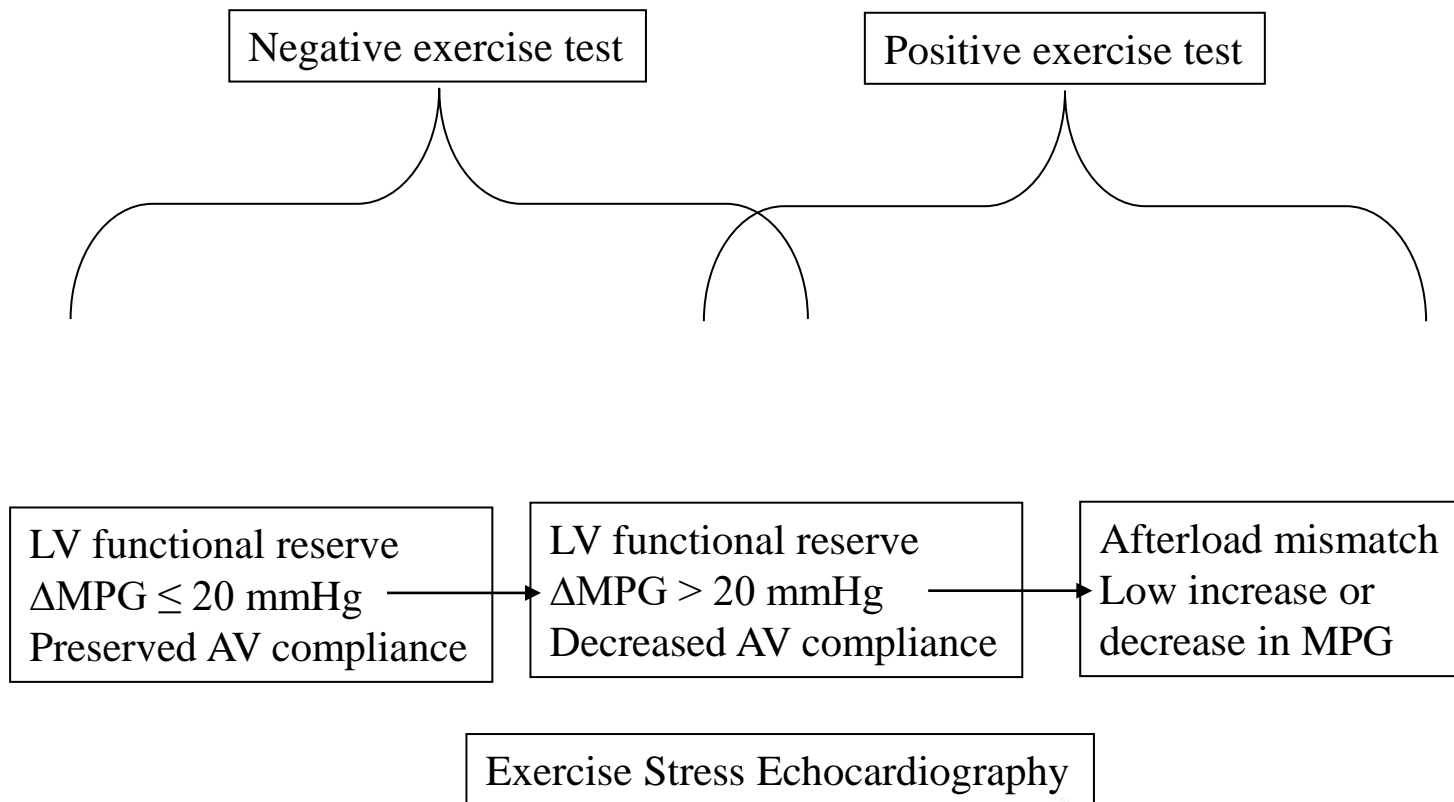 Negative exercise test
Positive exercise test
LV functional reserve
ΔMPG ≤ 20 mmHg
Preserved AV compliance
LV functional reserve
ΔMPG > 20 mmHg
Decreased AV compliance
Afterload mismatch
Low increase or
decrease in MPG
Exercise Stress Echocardiography